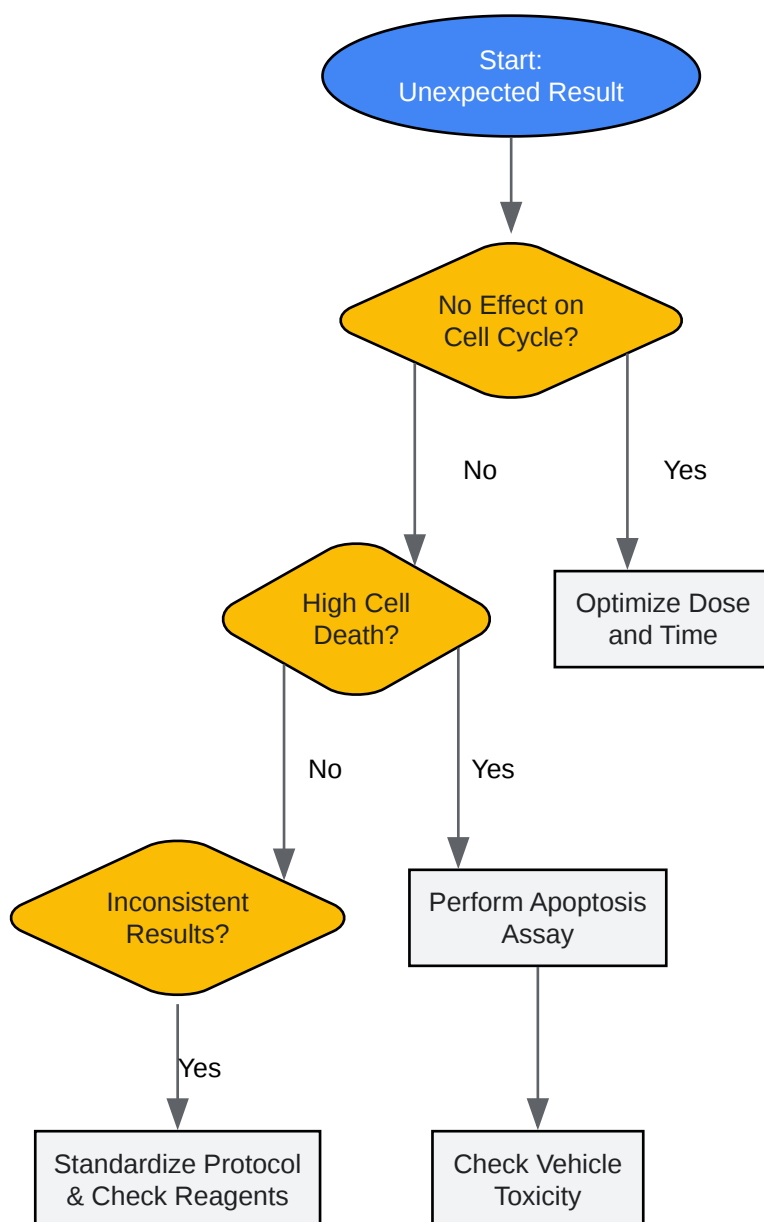 Start:
Unexpected Result
No Effect on
Cell Cycle?
No
Yes
High Cell
Death?
Optimize Dose
and Time
No
Yes
Inconsistent
Results?
Perform Apoptosis
Assay
Yes
Standardize Protocol
& Check Reagents
Check Vehicle
Toxicity